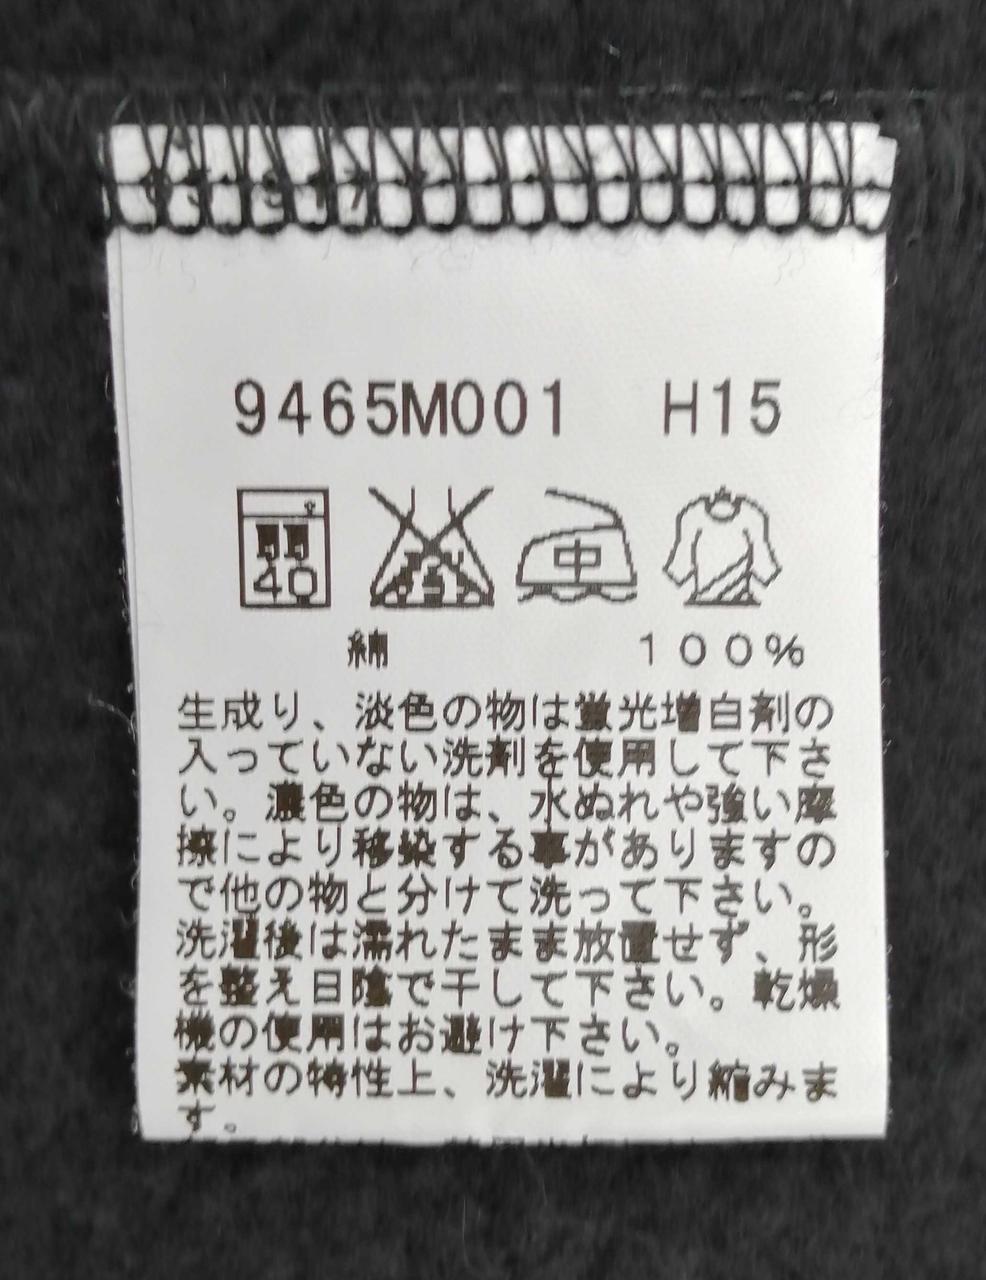 9465M001 H15
40
中
綿 100%
生成り、淡色の物は蛍光増白剤の
入っていない洗剤を使用して下さ
い。濃色の物は、水ぬれや強い摩
擦により移染する事がありますの
で他の物と分けて洗って下さい。
洗濯後は濡れたまま放置せず、形
を整え日陰で干して下さい。乾燥
機の使用はお避け下さい。
素材の特性上、洗濯により縮みま
す。